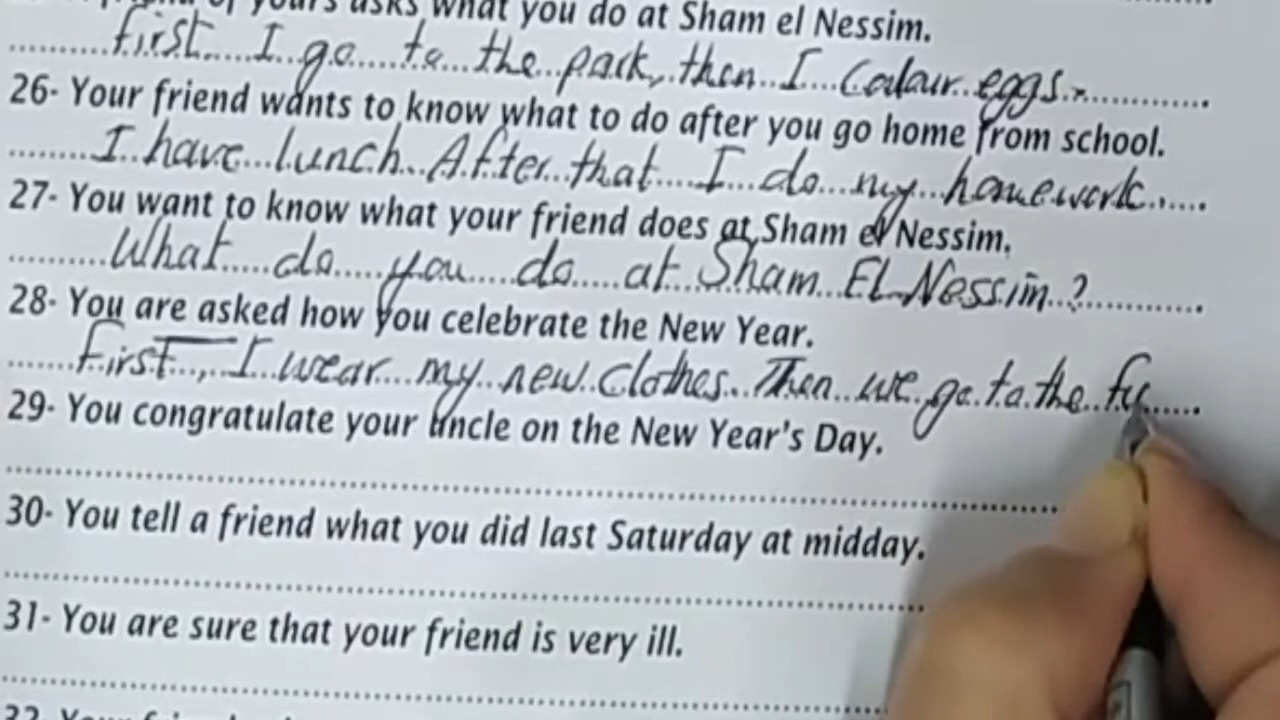 of yours asks what you do at Sham el Nessim.
First I go to the park, then I Colour eggs.
26- Your friend wants to know what to do after you go home from school.
I have lunch. After that I do my homework.
27- You want to know what your friend does at Sham el Nessim.
What do you do at Sham EL Nessim?
28- You are asked how you celebrate the New Year.
First, I wear my new Clothes. Then we go to the
29- You congratulate your uncle on the New Year's Day.
30- You tell a friend what you did last Saturday at midday.
31- You are sure that your friend is very ill.